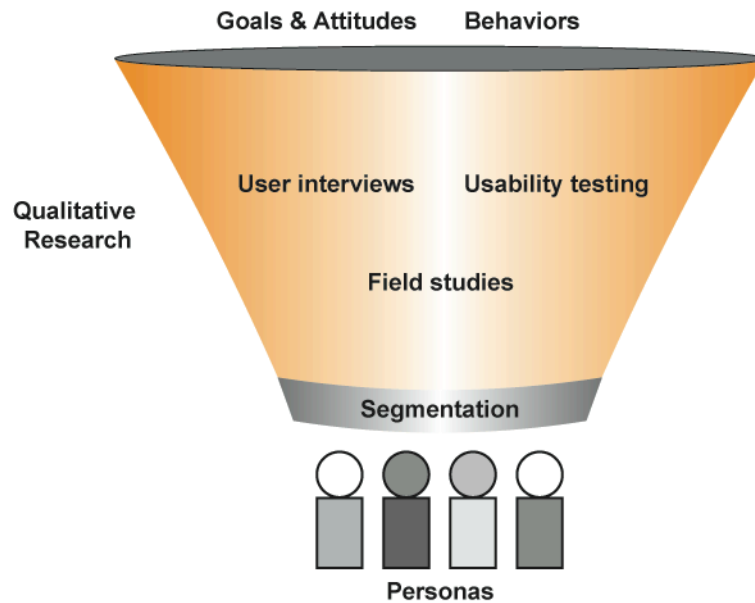 Goals & Attitudes Behaviors
User interviews Usability testing
Qualitative
Research
Field studies
Segmentation
Personas